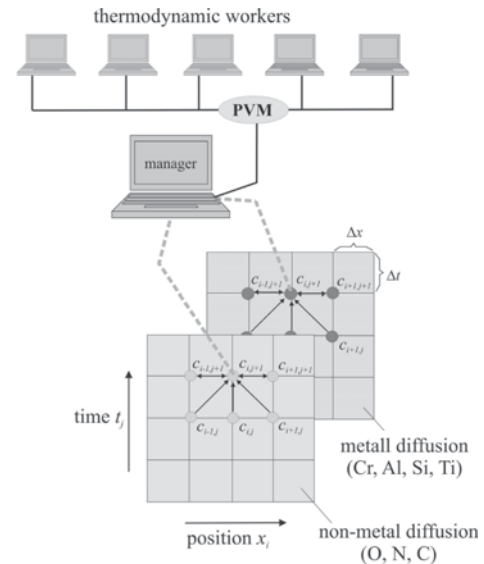 thermodynamic workers
PVM
manager
Δx
Δt
c_{i-1,j+1} c_{i,j+1} c_{i+1,j+1}
c_{i+1,j}
c_{i-1,j+1} c_{i,j+1} c_{i+1,j+1}
c_{i-1,j} c_{i,j} c_{i+1,j}
time t_j
position x_i
metall diffusion
(Cr, Al, Si, Ti)
non-metal diffusion
(O, N, C)